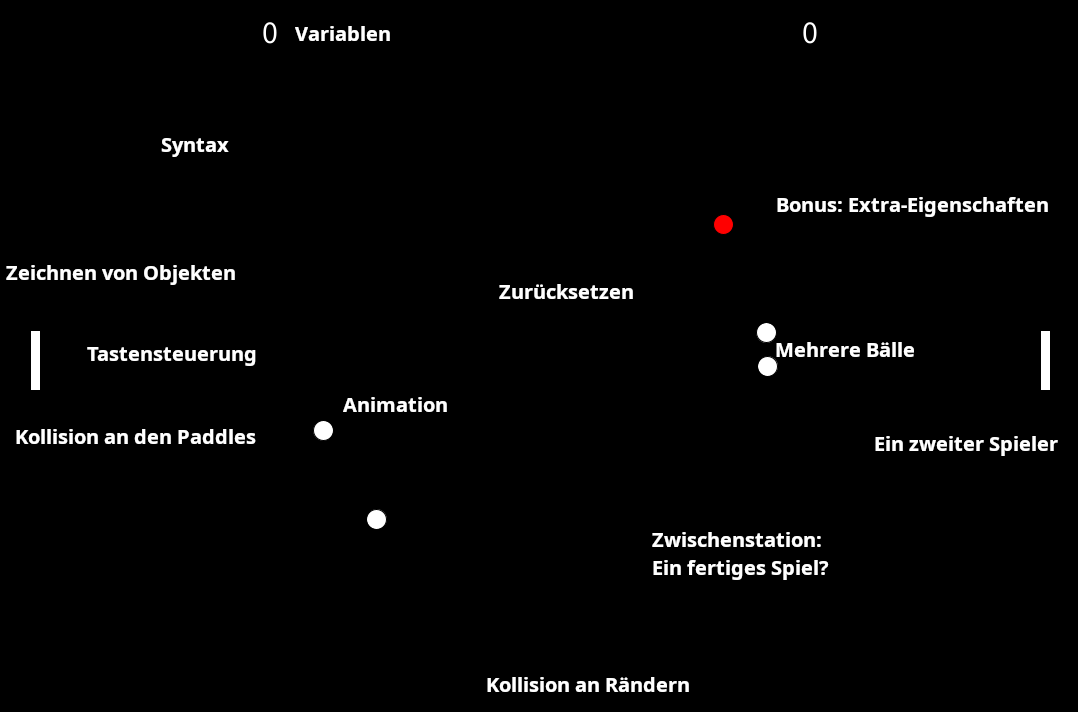 0 Variablen 0
Syntax
Bonus: Extra-Eigenschaften
Zeichnen von Objekten
Zurücksetzen
Tastensteuerung
Mehrere Bälle
Animation
Kollision an den Paddles
Ein zweiter Spieler
Zwischenstation:
Ein fertiges Spiel?
Kollision an Rändern